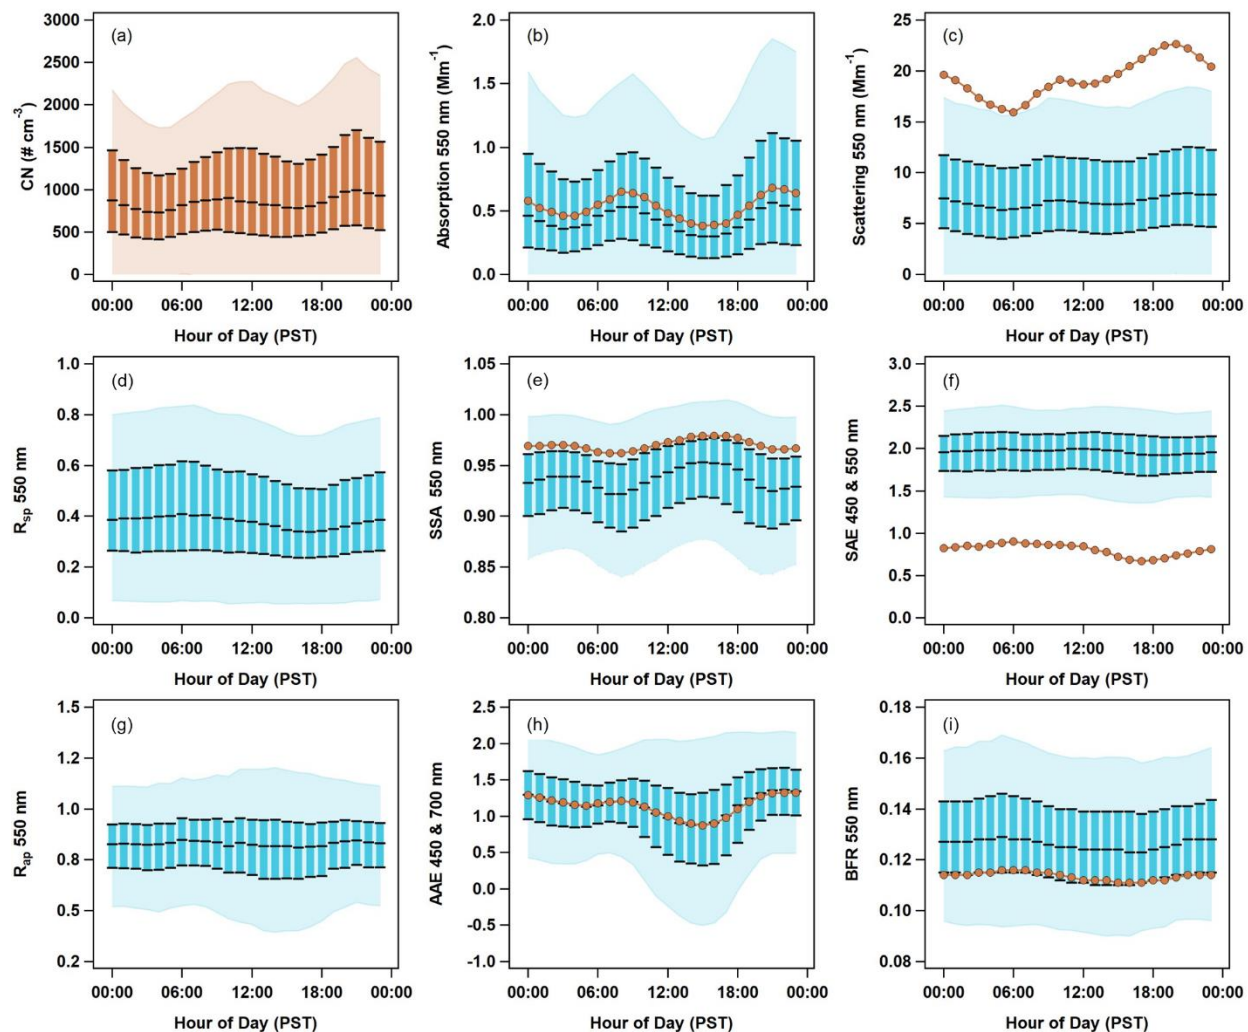 (a)
3000
2500
2000
1500
1000
500
0
CN (# cm⁻³)
00:00 06:00 12:00 18:00 00:00
Hour of Day (PST)
(b)
2.0
1.5
1.0
0.5
0.0
Absorption 550 nm (Mm⁻¹)
00:00 06:00 12:00 18:00 00:00
Hour of Day (PST)
(c)
25
20
15
10
5
0
Scattering 550 nm (Mm⁻¹)
00:00 06:00 12:00 18:00 00:00
Hour of Day (PST)
(d)
1.0
0.8
0.6
0.4
0.2
0.0
Rsp 550 nm
00:00 06:00 12:00 18:00 00:00
Hour of Day (PST)
(e)
1.05
1.00
0.95
0.90
0.85
0.80
SSA 550 nm
00:00 06:00 12:00 18:00 00:00
Hour of Day (PST)
(f)
3.0
2.5
2.0
1.5
1.0
0.5
0.0
SAE 450 & 550 nm
00:00 06:00 12:00 18:00 00:00
Hour of Day (PST)
(g)
1.5
1.2
1.0
0.8
0.5
0.2
Rap 550 nm
00:00 06:00 12:00 18:00 00:00
Hour of Day (PST)
(h)
2.5
2.0
1.5
1.0
0.5
0.0
-0.5
-1.0
AAE 450 & 700 nm
00:00 06:00 12:00 18:00 00:00
Hour of Day (PST)
(i)
0.18
0.16
0.14
0.12
0.10
0.08
BFR 550 nm
00:00 06:00 12:00 18:00 00:00
Hour of Day (PST)